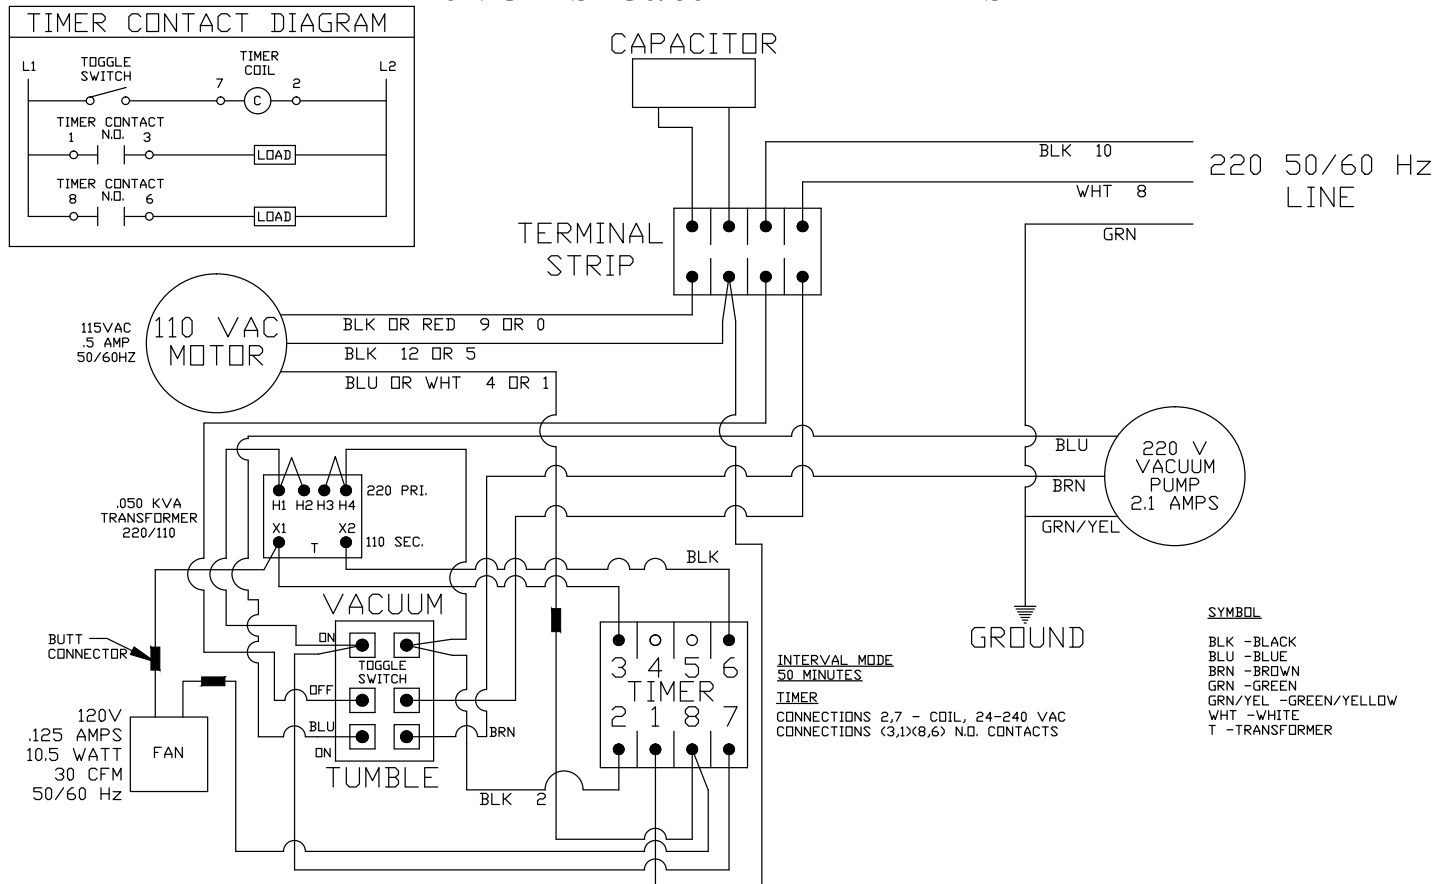 TIMER CONTACT DIAGRAM
L1
TOGGLE
SWITCH
7
TIMER
COIL
C
2
L2
TIMER CONTACT
N.O.
1
3
LOAD
TIMER CONTACT
N.O.
8
6
LOAD
CAPACITOR
BLK 10
WHT 8
GRN
220 50/60 Hz
LINE
TERMINAL
STRIP
115VAC
.5 AMP
50/60HZ
110 VAC
MOTOR
BLK OR RED 9 OR 0
BLK 12 OR 5
BLU OR WHT 4 OR 1
BLU
BRN
GRN/YEL
220 V
VACUUM
PUMP
2.1 AMPS
.050 KVA
TRANSFORMER
220/110
H1 H2 H3 H4
220 PRI.
X1
X2
T
110 SEC.
BLK
VACUUM
ON
TOGGLE
SWITCH
OFF
BLU
BRN
ON
TUMBLE
BUTT
CONNECTOR
120V
.125 AMPS
10.5 WATT
30 CFM
50/60 Hz
FAN
BLK 2
3 4 5 6
TIMER
2 1 8 7
INTERVAL MODE
50 MINUTES
TIMER
CONNECTIONS 2,7 - COIL, 24-240 VAC
CONNECTIONS (3,1)(8,6) N.O. CONTACTS
GROUND
SYMBOL
BLK -BLACK
BLU -BLUE
BRN -BROWN
GRN -GREEN
GRN/YEL -GREEN/YELLOW
WHT -WHITE
T -TRANSFORMER